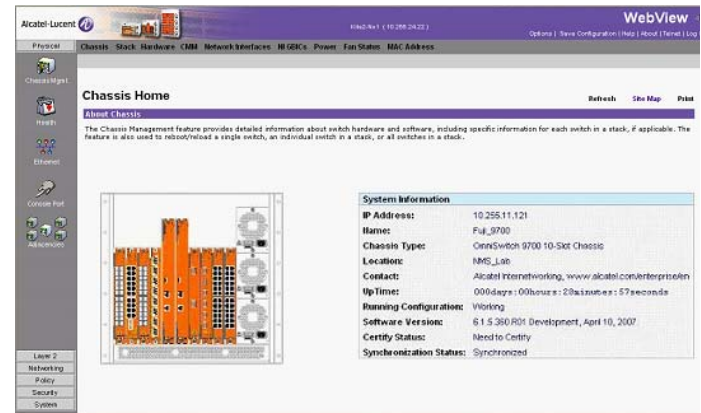 Alcatel-Lucent
WebView
Options | Save Configuration | Help | About | Telnet | Log
Physical
Chassis Stack Hardware CMM Network Interfaces NI GBICs Power Fan Status MAC Address
Chassis Mgmt
Health
Ethernet
Console Port
Adjacencies
Layer 2
Networking
Policy
Security
System
Chassis Home
Refresh Site Map Print
About Chassis
The Chassis Management feature provides detailed information about switch hardware and software, including specific information for each switch in a stack, if applicable. The
feature is also used to reboot/reload a single switch, an individual switch in a stack, or all switches in a stack.
System Information
IP Address: 10.255.11.121
Name: Fuji_9700
Chassis Type: OmniSwitch 9700 10-Slot Chassis
Location: NMS_Lab
Contact: Alcatel Internetworking, www.alcatel.com/enterprise/en
UpTime: 000days:00hours:28minutes:57seconds
Running Configuration: Working
Software Version: 6.1.5.360.R01 Development, April 10, 2007
Certify Status: Need to Certify
Synchronization Status: Synchronized